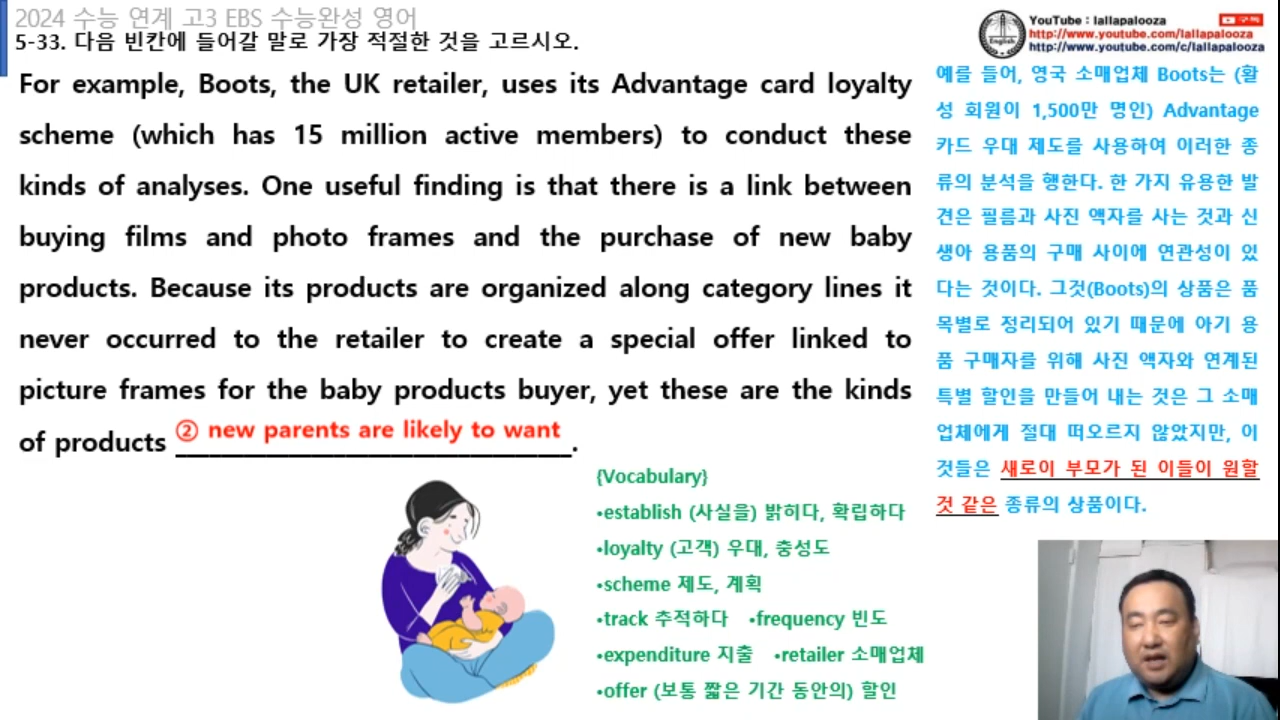 2024 수능 연계 고3 EBS 수능완성 영어
5-33. 다음 빈칸에 들어갈 말로 가장 적절한 것을 고르시오.
For example, Boots, the UK retailer, uses its Advantage card loyalty
scheme (which has 15 million active members) to conduct these
kinds of analyses. One useful finding is that there is a link between
buying films and photo frames and the purchase of new baby
products. Because its products are organized along category lines it
never occurred to the retailer to create a special offer linked to
picture frames for the baby products buyer, yet these are the kinds
of products ② new parents are likely to want.
YouTube : lallapalooza
구독
http://www.youtube.com/lallapalooza
http://www.youtube.com/c/lallapalooza
English
예를 들어, 영국 소매업체 Boots는 (활
성 회원이 1,500만 명인) Advantage
카드 우대 제도를 사용하여 이러한 종
류의 분석을 행한다. 한 가지 유용한 발
견은 필름과 사진 액자를 사는 것과 신
생아 용품의 구매 사이에 연관성이 있
다는 것이다. 그것(Boots)의 상품은 품
목별로 정리되어 있기 때문에 아기 용
품 구매자를 위해 사진 액자와 연계된
특별 할인을 만들어 내는 것은 그 소매
업체에게 절대 떠오르지 않았지만, 이
것들은 새로이 부모가 된 이들이 원할
것 같은 종류의 상품이다.
{Vocabulary}
•establish (사실을) 밝히다, 확립하다
•loyalty (고객) 우대, 충성도
•scheme 제도, 계획
•track 추적하다 •frequency 빈도
•expenditure 지출 •retailer 소매업체
•offer (보통 짧은 기간 동안의) 할인